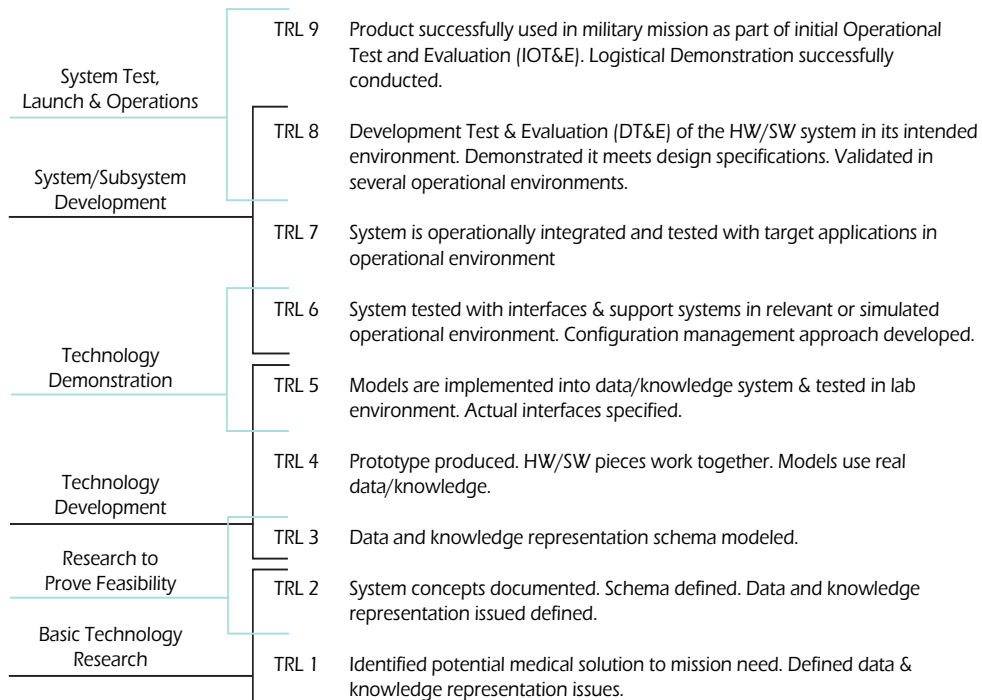 System Test,
Launch & Operations
System/Subsystem
Development
Technology
Demonstration
Technology
Development
Research to
Prove Feasibility
Basic Technology
Research
TRL 9 Product successfully used in military mission as part of initial Operational
Test and Evaluation (IOT&E). Logistical Demonstration successfully
conducted.
TRL 8 Development Test & Evaluation (DT&E) of the HW/SW system in its intended
environment. Demonstrated it meets design specifications. Validated in
several operational environments.
TRL 7 System is operationally integrated and tested with target applications in
operational environment
TRL 6 System tested with interfaces & support systems in relevant or simulated
operational environment. Configuration management approach developed.
TRL 5 Models are implemented into data/knowledge system & tested in lab
environment. Actual interfaces specified.
TRL 4 Prototype produced. HW/SW pieces work together. Models use real
data/knowledge.
TRL 3 Data and knowledge representation schema modeled.
TRL 2 System concepts documented. Schema defined. Data and knowledge
representation issued defined.
TRL 1 Identified potential medical solution to mission need. Defined data &
knowledge representation issues.